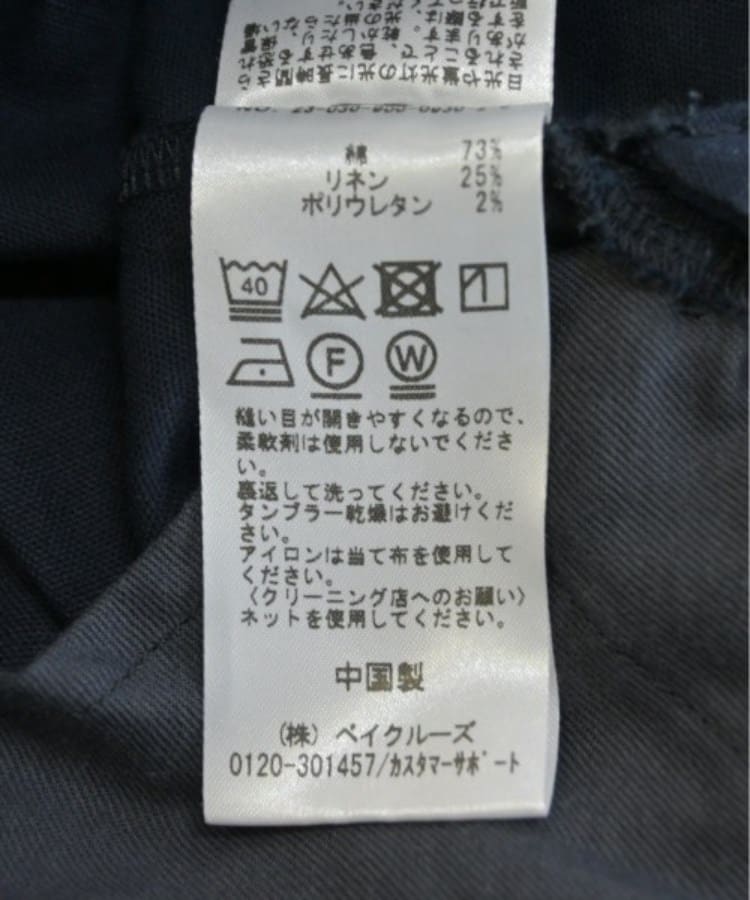 綿 73%
リネン 25%
ポリウレタン 2%
40
F W
縫い目が開きやすくなるので、
柔軟剤は使用しないでくださ
い。
裏返して洗ってください。
タンブラー乾燥はお避けくだ
さい。
アイロンは当て布を使用して
ください。
〈クリーニング店へのお願い〉
ネットを使用してください。
中国製
(株) ベイクルーズ
0120-301457/カスタマーサポート